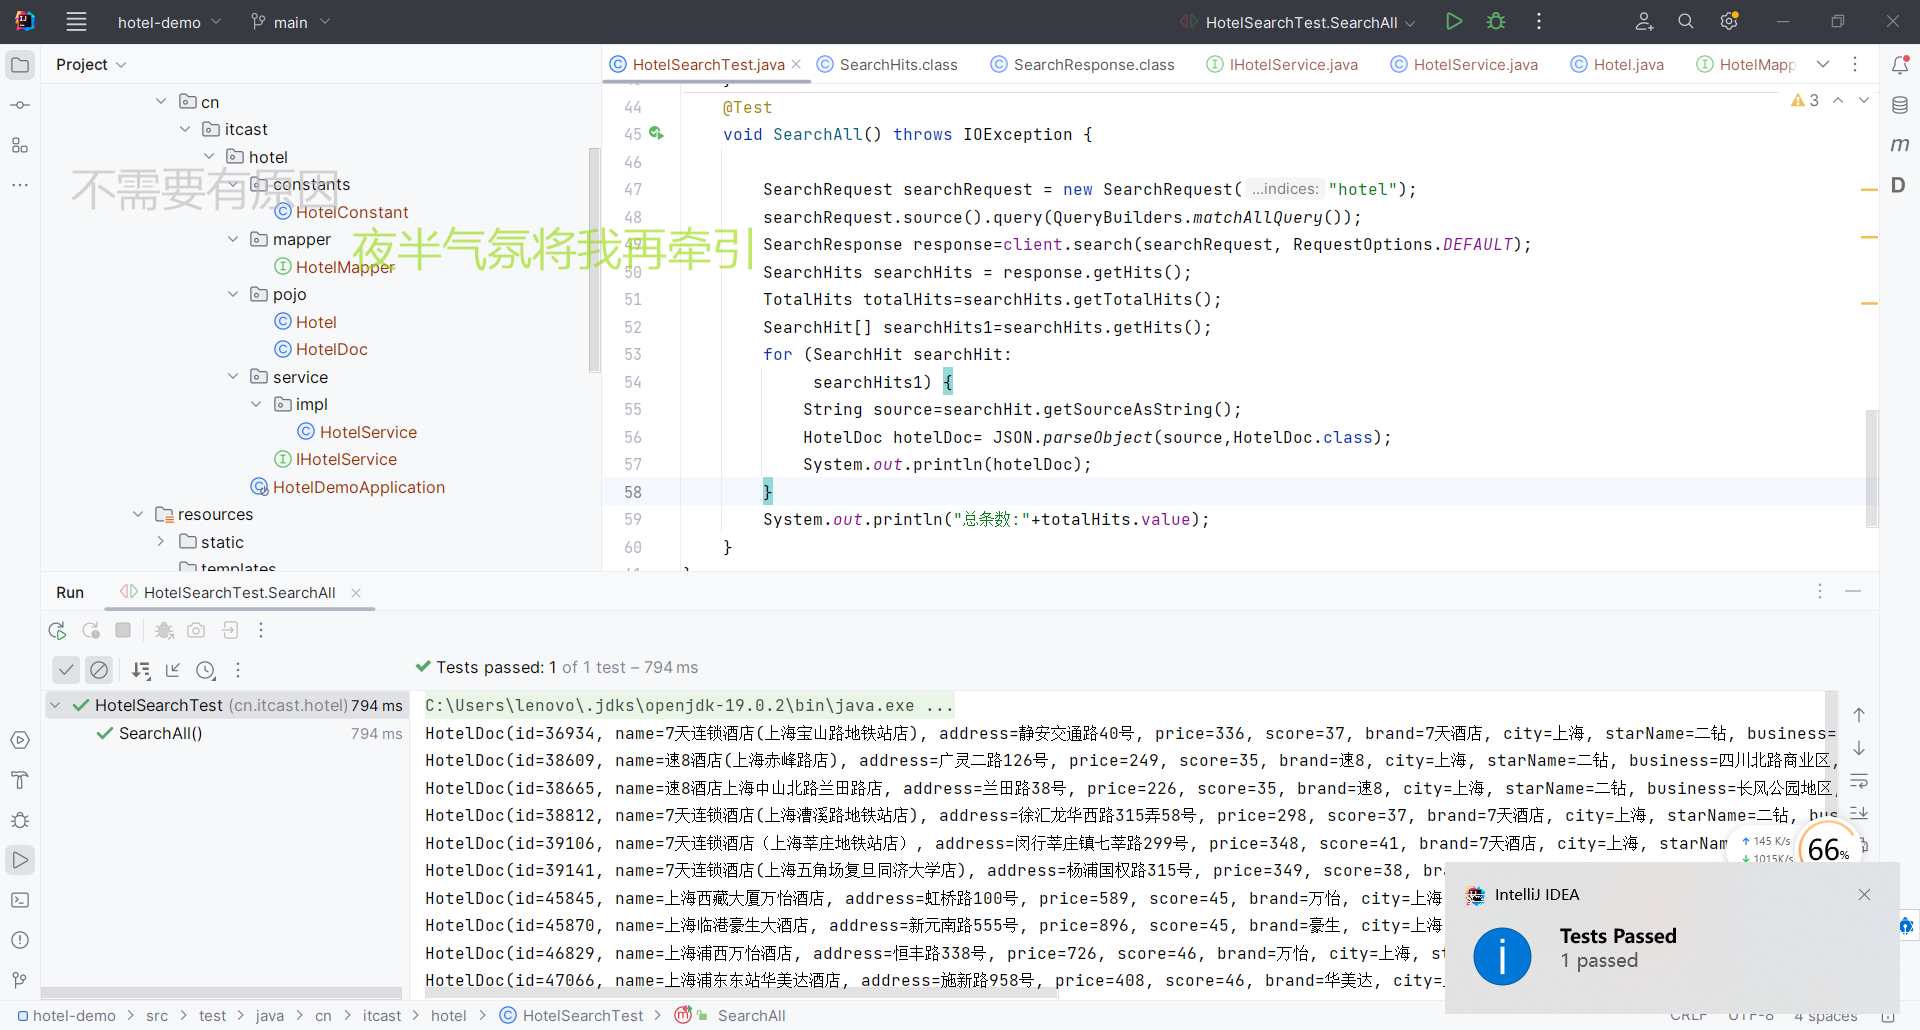 hotel-demo
main
HotelSearchTest.SearchAll
Project
HotelSearchTest.java
SearchHits.class
SearchResponse.class
IHotelService.java
HotelService.java
Hotel.java
HotelMapp
cn
itcast
hotel
constants
HotelConstant
mapper
HotelMapper
pojo
Hotel
HotelDoc
service
impl
HotelService
IHotelService
HotelDemoApplication
resources
static
templates
不需要有原因
夜半气氛将我再牵引
3
44 @Test
45 void SearchAll() throws IOException {
46
47 SearchRequest searchRequest = new SearchRequest( ...indices: "hotel");
48 searchRequest.source().query(QueryBuilders.matchAllQuery());
49 SearchResponse response=client.search(searchRequest, RequestOptions.DEFAULT);
50 SearchHits searchHits = response.getHits();
51 TotalHits totalHits=searchHits.getTotalHits();
52 SearchHit[] searchHits1=searchHits.getHits();
53 for (SearchHit searchHit:
54 searchHits1) {
55 String source=searchHit.getSourceAsString();
56 HotelDoc hotelDoc= JSON.parseObject(source,HotelDoc.class);
57 System.out.println(hotelDoc);
58 }
59 System.out.println("总条数:"+totalHits.value);
60 }
Run
HotelSearchTest.SearchAll
Tests passed: 1 of 1 test – 794 ms
HotelSearchTest (cn.itcast.hotel) 794 ms
SearchAll() 794 ms
C:\Users\lenovo\.jdks\openjdk-19.0.2\bin\java.exe ...
HotelDoc(id=36934, name=7天连锁酒店(上海宝山路地铁站店), address=静安交通路40号, price=336, score=37, brand=7天酒店, city=上海, starName=二钻, business=
HotelDoc(id=38609, name=速8酒店(上海赤峰路店), address=广灵二路126号, price=249, score=35, brand=速8, city=上海, starName=二钻, business=四川北路商业区,
HotelDoc(id=38665, name=速8酒店上海中山北路兰田路店, address=兰田路38号, price=226, score=35, brand=速8, city=上海, starName=二钻, business=长风公园地区,
HotelDoc(id=38812, name=7天连锁酒店(上海漕溪路地铁站店), address=徐汇龙华西路315弄58号, price=298, score=37, brand=7天酒店, city=上海, starName=二钻, bus
HotelDoc(id=39106, name=7天连锁酒店（上海莘庄地铁站店）, address=闵行莘庄镇七莘路299号, price=348, score=41, brand=7天酒店, city=上海, starNam
HotelDoc(id=39141, name=7天连锁酒店(上海五角场复旦同济大学店), address=杨浦国权路315号, price=349, score=38, br
HotelDoc(id=45845, name=上海西藏大厦万怡酒店, address=虹桥路100号, price=589, score=45, brand=万怡, city=上海
HotelDoc(id=45870, name=上海临港豪生大酒店, address=新元南路555号, price=896, score=45, brand=豪生, city=上海
HotelDoc(id=46829, name=上海浦西万怡酒店, address=恒丰路338号, price=726, score=46, brand=万怡, city=上海, s
HotelDoc(id=47066, name=上海浦东东站华美达酒店, address=施新路958号, price=408, score=46, brand=华美达, city=
145 K/s
1015K/s
66%
IntelliJ IDEA
Tests Passed
1 passed
hotel-demo > src > test > java > cn > itcast > hotel > HotelSearchTest > SearchAll
CRLF UTF-8 4 spaces